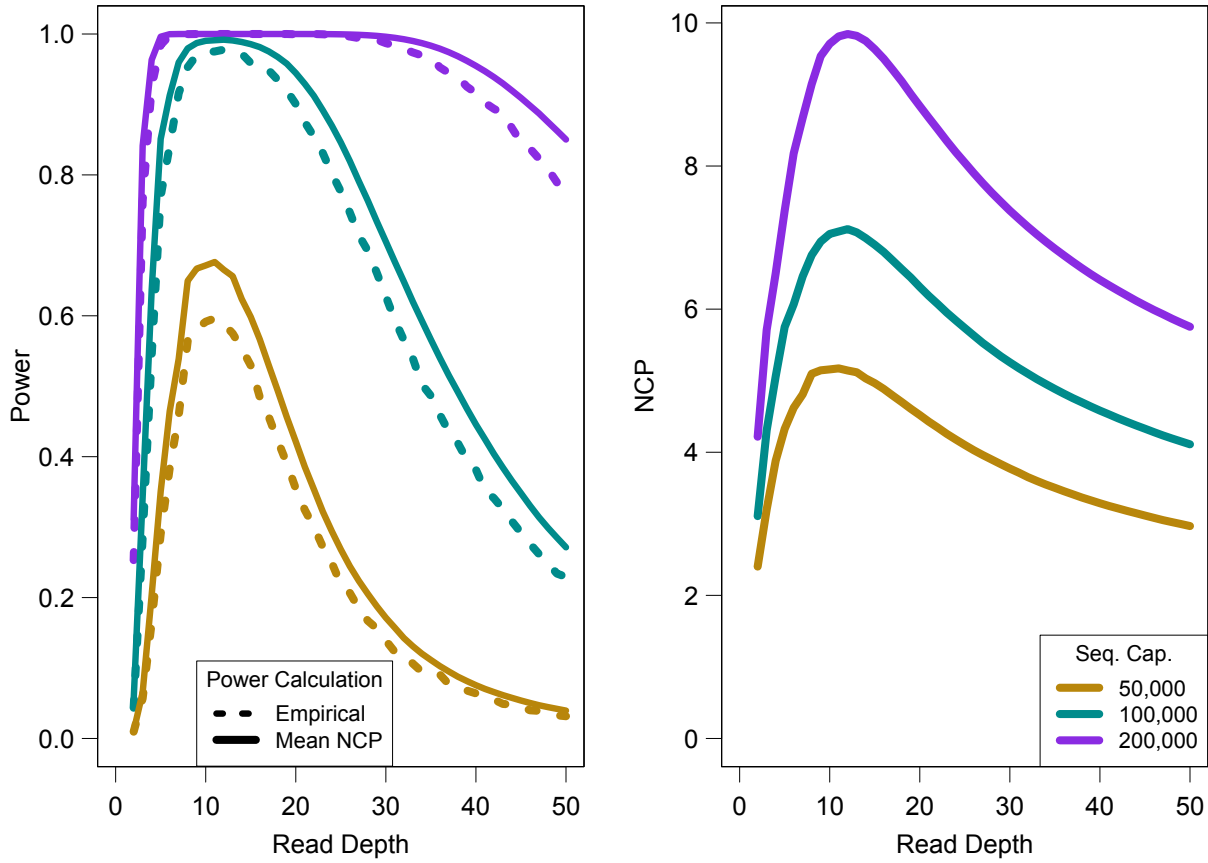 Power
1.0
0.8
0.6
0.4
0.2
0.0
Power Calculation
Empirical
Mean NCP
0 10 20 30 40 50
Read Depth
NCP
10
8
6
4
2
0
Seq. Cap.
50,000
100,000
200,000
0 10 20 30 40 50
Read Depth